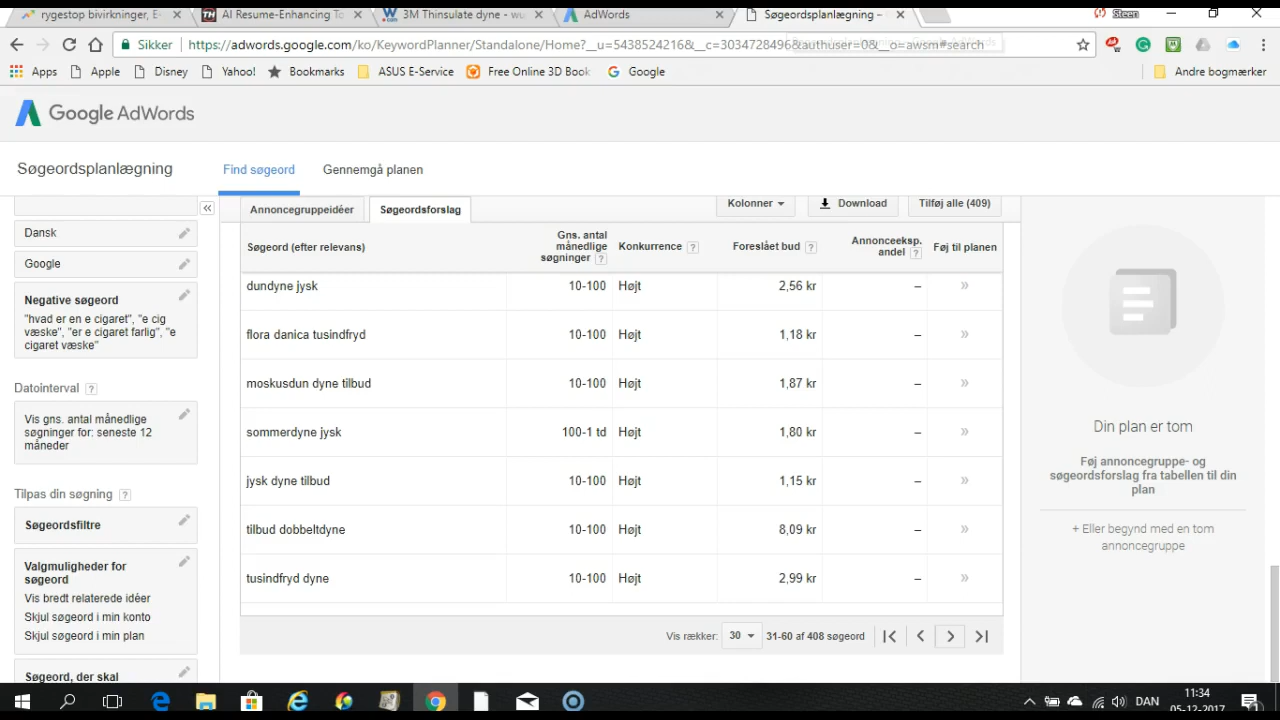 rygestop bivirkninger, E-
AI Resume-Enhancing To
3M Thinsulate dyne - wu
AdWords
Søgeordsplanlægning –
Steen
Sikker
https://adwords.google.com/ko/KeywordPlanner/Standalone/Home?__u=5438524216&__c=3034728496&authuser=0&__o=awsm#search
Apps
Apple
Disney
Yahoo!
Bookmarks
ASUS E-Service
Free Online 3D Book
Google
Andre bogmærker
Google AdWords
Søgeordsplanlægning
Find søgeord
Gennemgå planen
Dansk
Google
Negative søgeord
"hvad er en e cigaret", "e cig
væske", "er e cigaret farlig", "e
cigaret væske"
Datointerval ?
Vis gns. antal månedlige
søgninger for: seneste 12
måneder
Tilpas din søgning ?
Søgeordsfiltre
Valgmuligheder for
søgeord
Vis bredt relaterede idéer
Skjul søgeord i min konto
Skjul søgeord i min plan
Søgeord, der skal
Annoncegruppeidéer
Søgeordsforslag
Kolonner
Download
Tilføj alle (409)
Søgeord (efter relevans)
Gns. antal
månedlige
søgninger ?
Konkurrence ?
Foreslået bud ?
Annonceeksp.
andel ?
Føj til planen
dundyne jysk 10-100 Højt 2,56 kr – »
flora danica tusindfryd 10-100 Højt 1,18 kr – »
moskusdun dyne tilbud 10-100 Højt 1,87 kr – »
sommerdyne jysk 100-1 td Højt 1,80 kr – »
jysk dyne tilbud 10-100 Højt 1,15 kr – »
tilbud dobbeltdyne 10-100 Højt 8,09 kr – »
tusindfryd dyne 10-100 Højt 2,99 kr – »
Vis rækker: 30 31-60 af 408 søgeord
Din plan er tom
Føj annoncegruppe- og
søgeordsforslag fra tabellen til din
plan
+ Eller begynd med en tom
annoncegruppe
DAN
11:34
05-12-2017